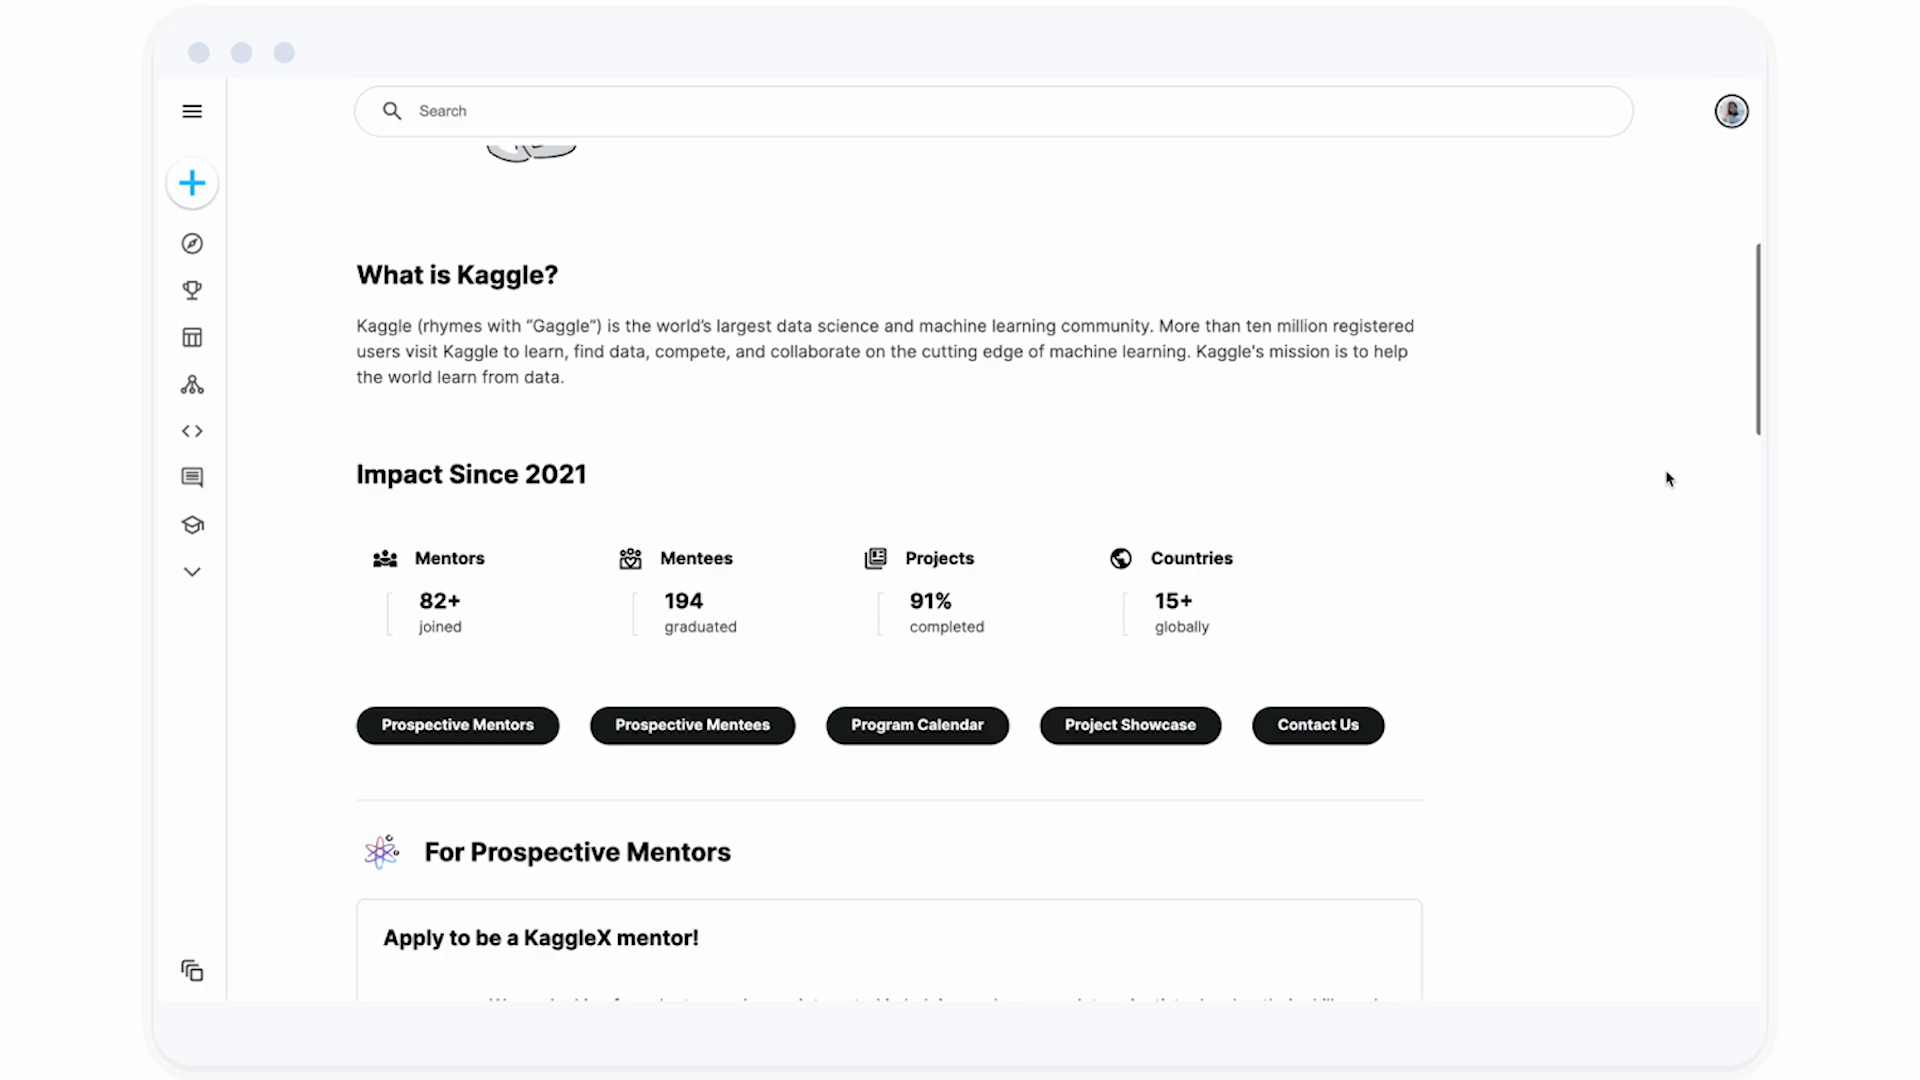 Search
What is Kaggle?
Kaggle (rhymes with “Gaggle”) is the world’s largest data science and machine learning community. More than ten million registered
users visit Kaggle to learn, find data, compete, and collaborate on the cutting edge of machine learning. Kaggle's mission is to help
the world learn from data.
Impact Since 2021
Mentors
82+
joined
Mentees
194
graduated
Projects
91%
completed
Countries
15+
globally
Prospective Mentors
Prospective Mentees
Program Calendar
Project Showcase
Contact Us
For Prospective Mentors
Apply to be a KaggleX mentor!